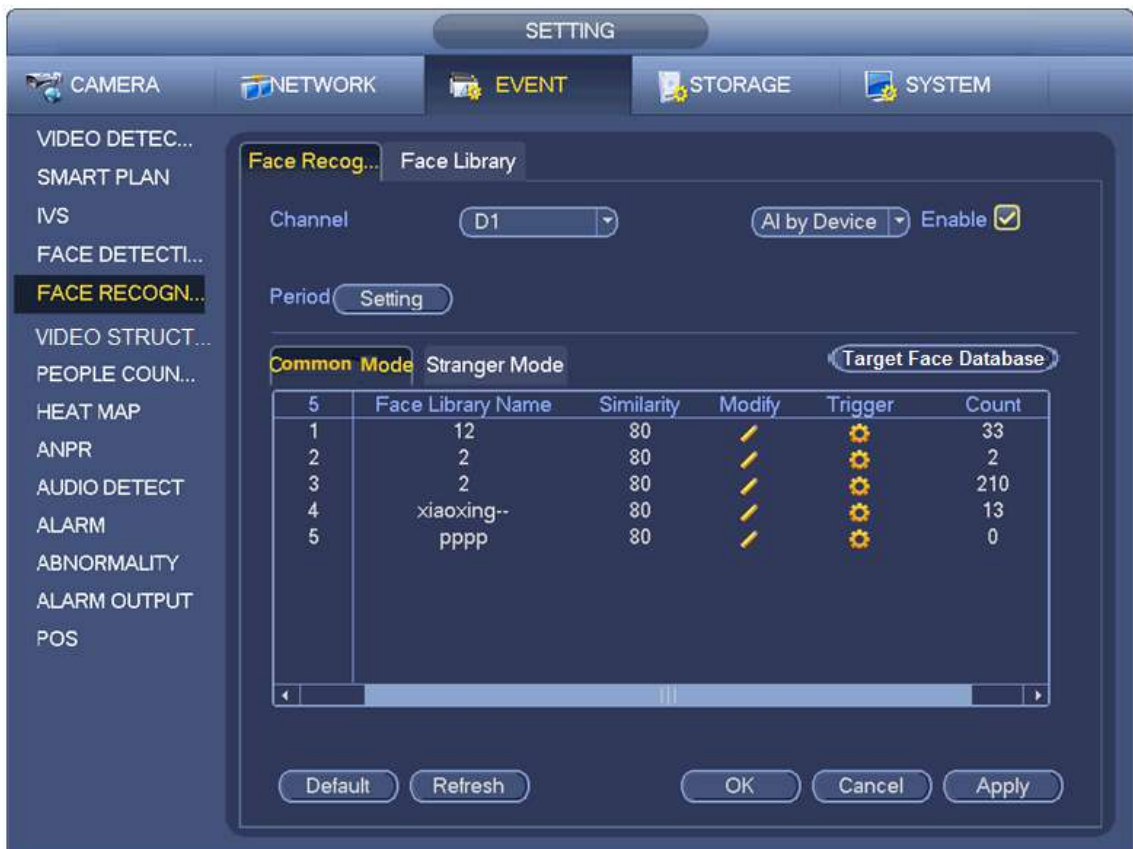 SETTING
CAMERA NETWORK EVENT STORAGE SYSTEM
VIDEO DETEC...
SMART PLAN
IVS
FACE DETECTI...
FACE RECOGN...
VIDEO STRUCT...
PEOPLE COUN...
HEAT MAP
ANPR
AUDIO DETECT
ALARM
ABNORMALITY
ALARM OUTPUT
POS
Face Recog... Face Library
Channel D1 AI by Device Enable
Period Setting
Common Mode Stranger Mode Target Face Database
5 Face Library Name Similarity Modify Trigger Count
1 12 80 33
2 2 80 2
3 2 80 210
4 xiaoxing-- 80 13
5 pppp 80 0
Default Refresh OK Cancel Apply